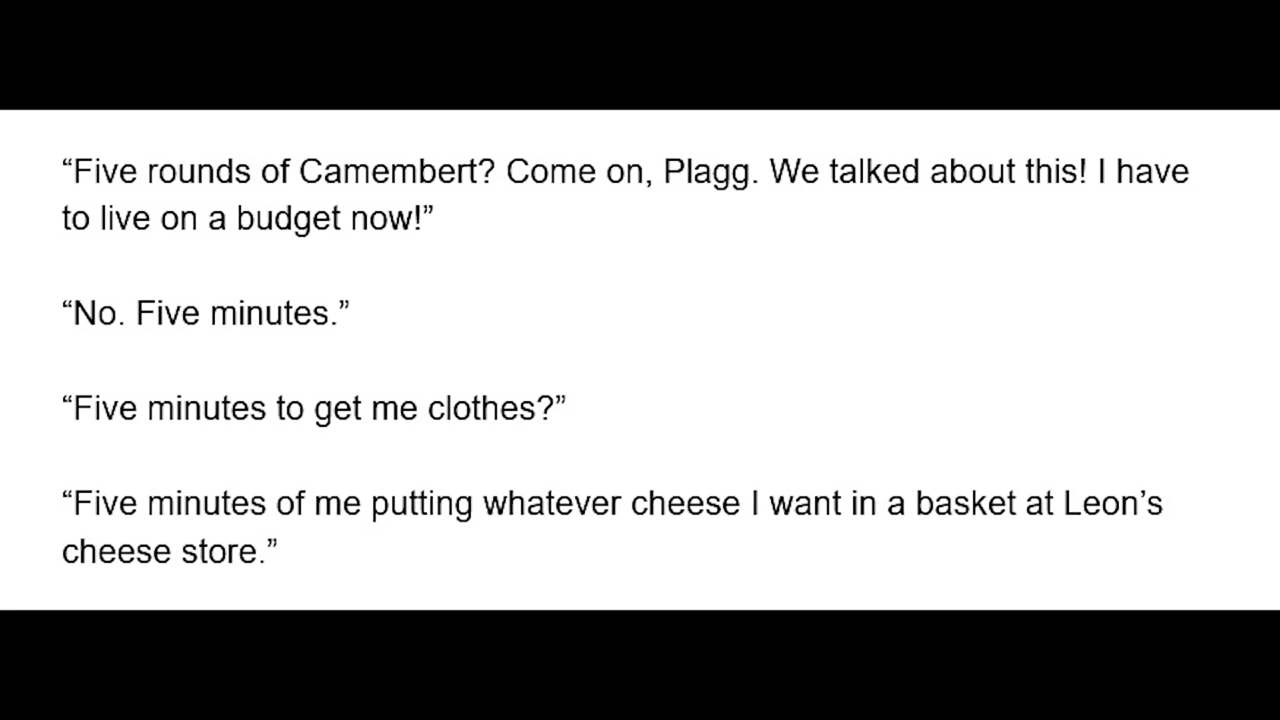 “Five rounds of Camembert? Come on, Plagg. We talked about this! I have
to live on a budget now!”
“No. Five minutes.”
“Five minutes to get me clothes?”
“Five minutes of me putting whatever cheese I want in a basket at Leon’s
cheese store.”